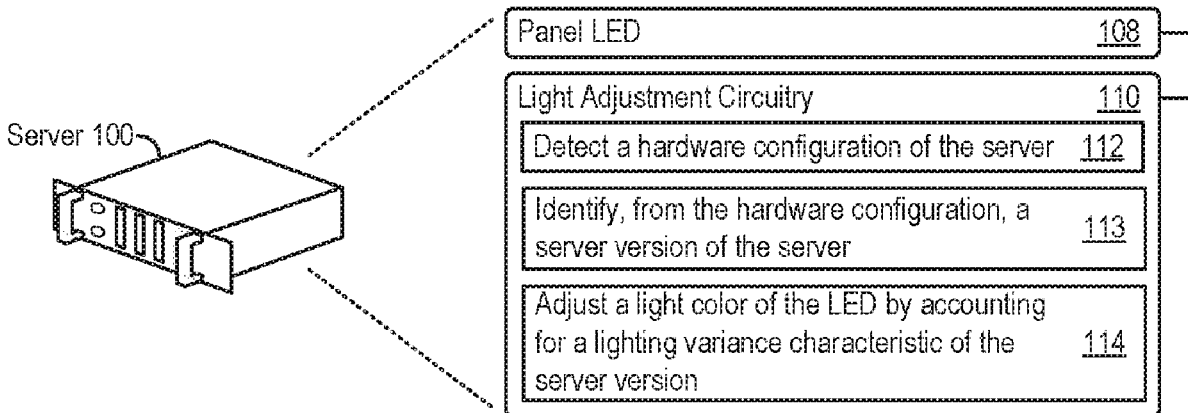 Panel LED 108
Server 100
Light Adjustment Circuitry 110
Detect a hardware configuration of the server 112
Identify, from the hardware configuration, a
server version of the server 113
Adjust a light color of the LED by accounting
for a lighting variance characteristic of the 114
server version